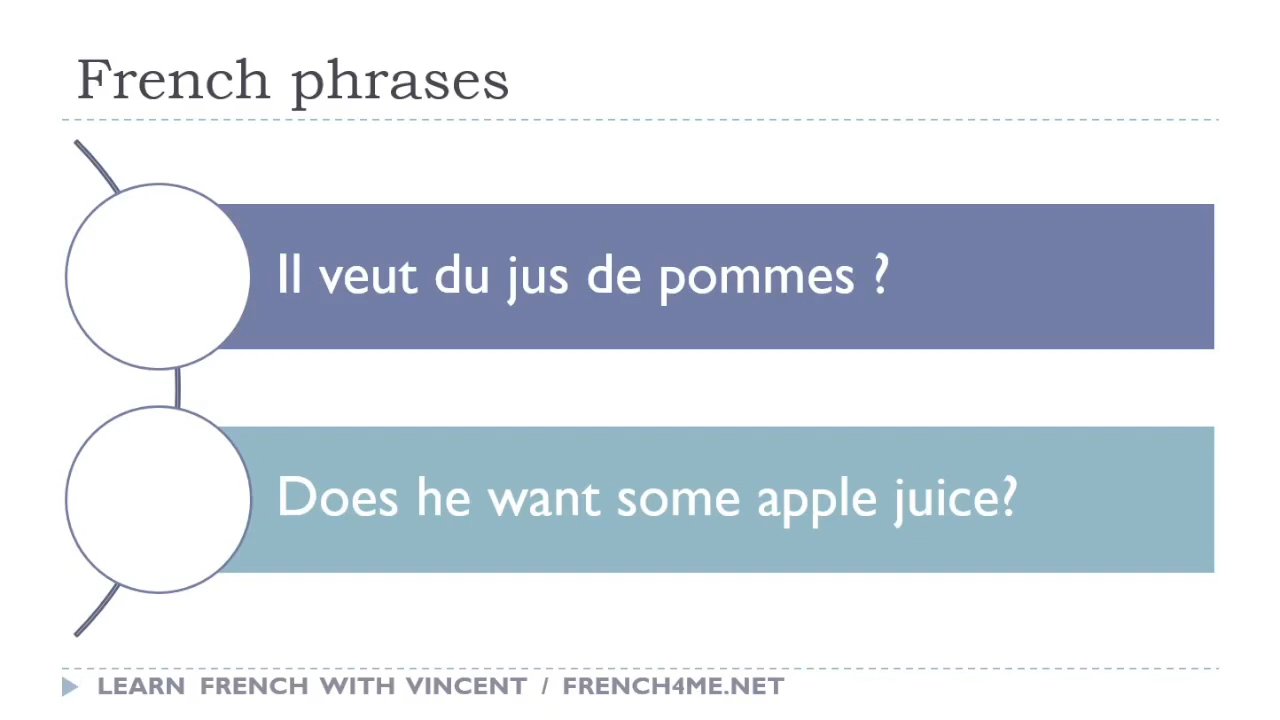 French phrases
Il veut du jus de pommes ?
Does he want some apple juice?
LEARN FRENCH WITH VINCENT / FRENCH4ME.NET